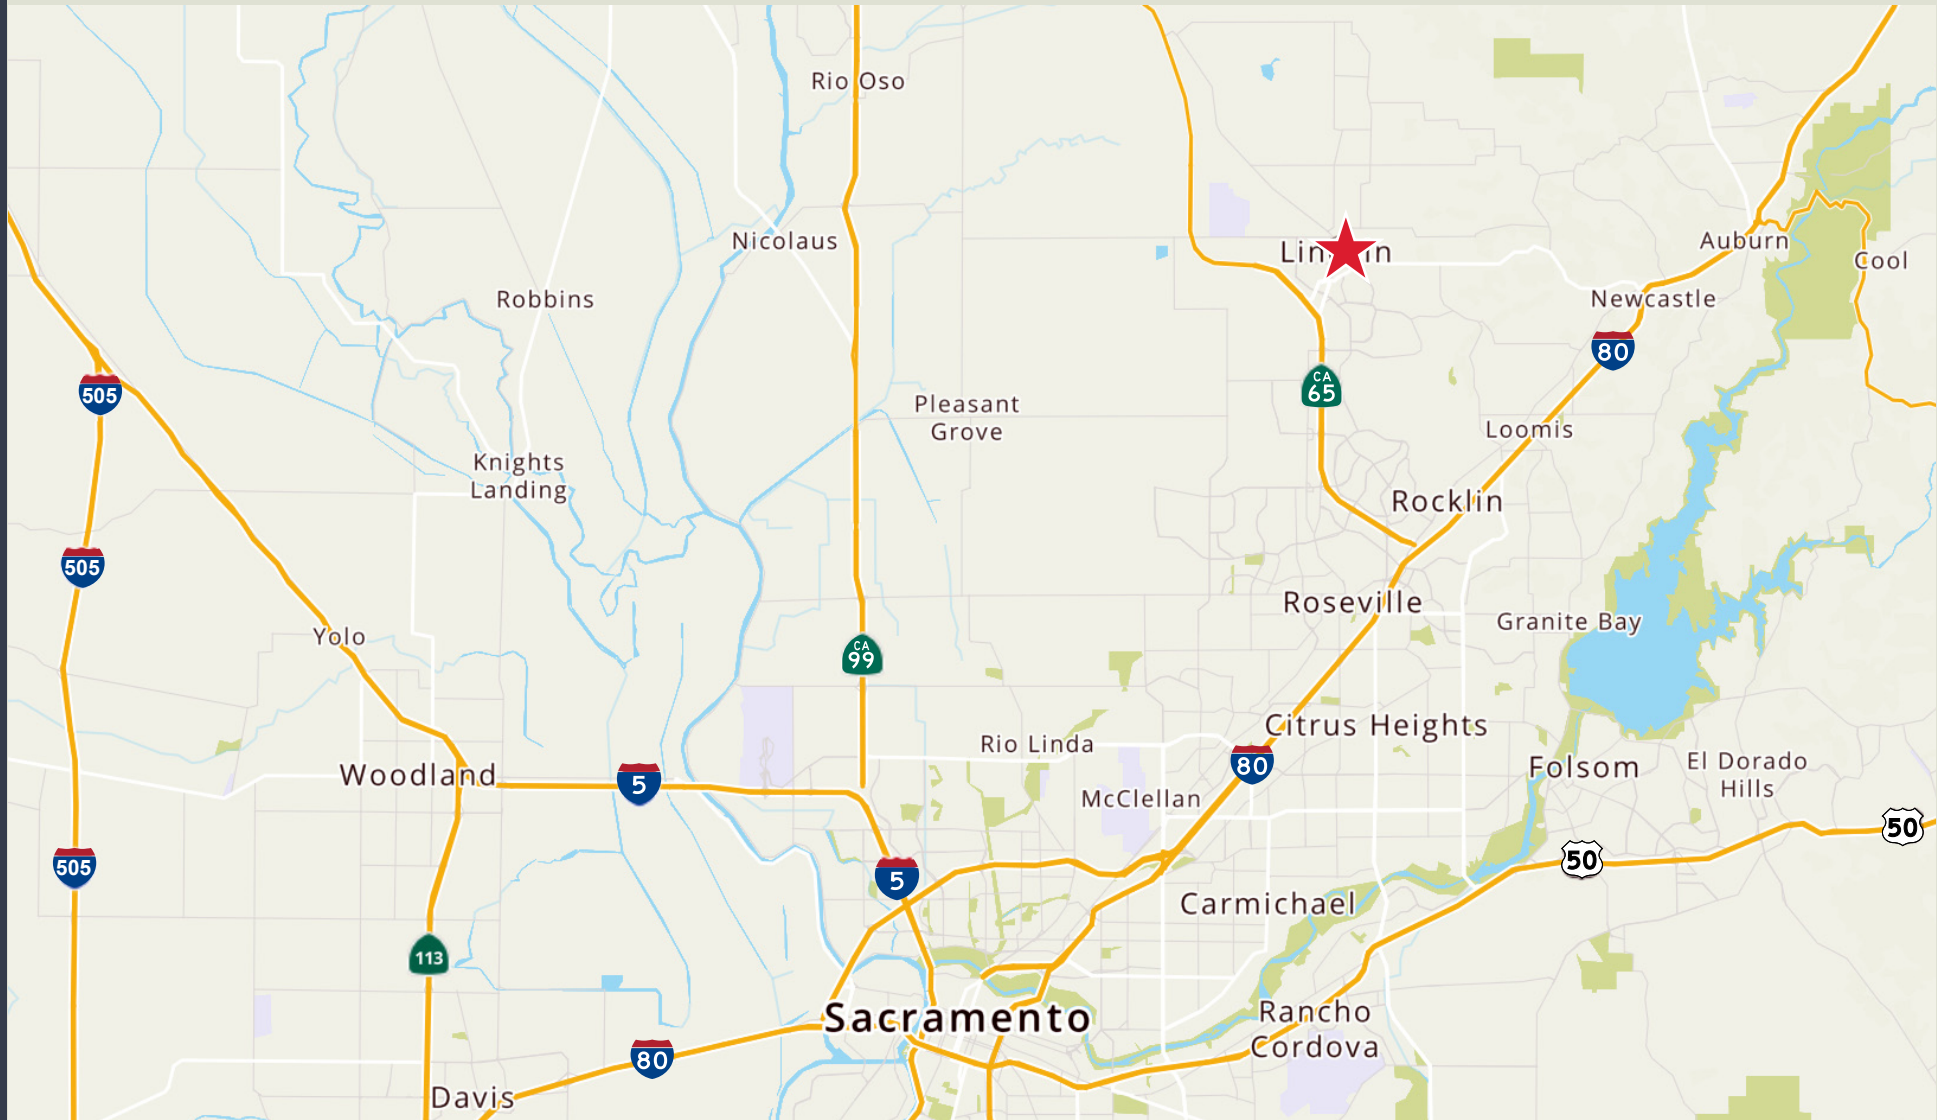 Rio Oso
Nicolaus
Lin n
Auburn
Cool
Robbins
Newcastle
80
505
CA
65
Pleasant
Grove
Loomis
Knights
Landing
Rocklin
505
Roseville
Granite Bay
Yolo
CA
99
Citrus Heights
Rio Linda
80
Folsom
El Dorado
Hills
Woodland
5
McClellan
50
50
505
5
Carmichael
113
Sacramento
Rancho
Cordova
80
Davis